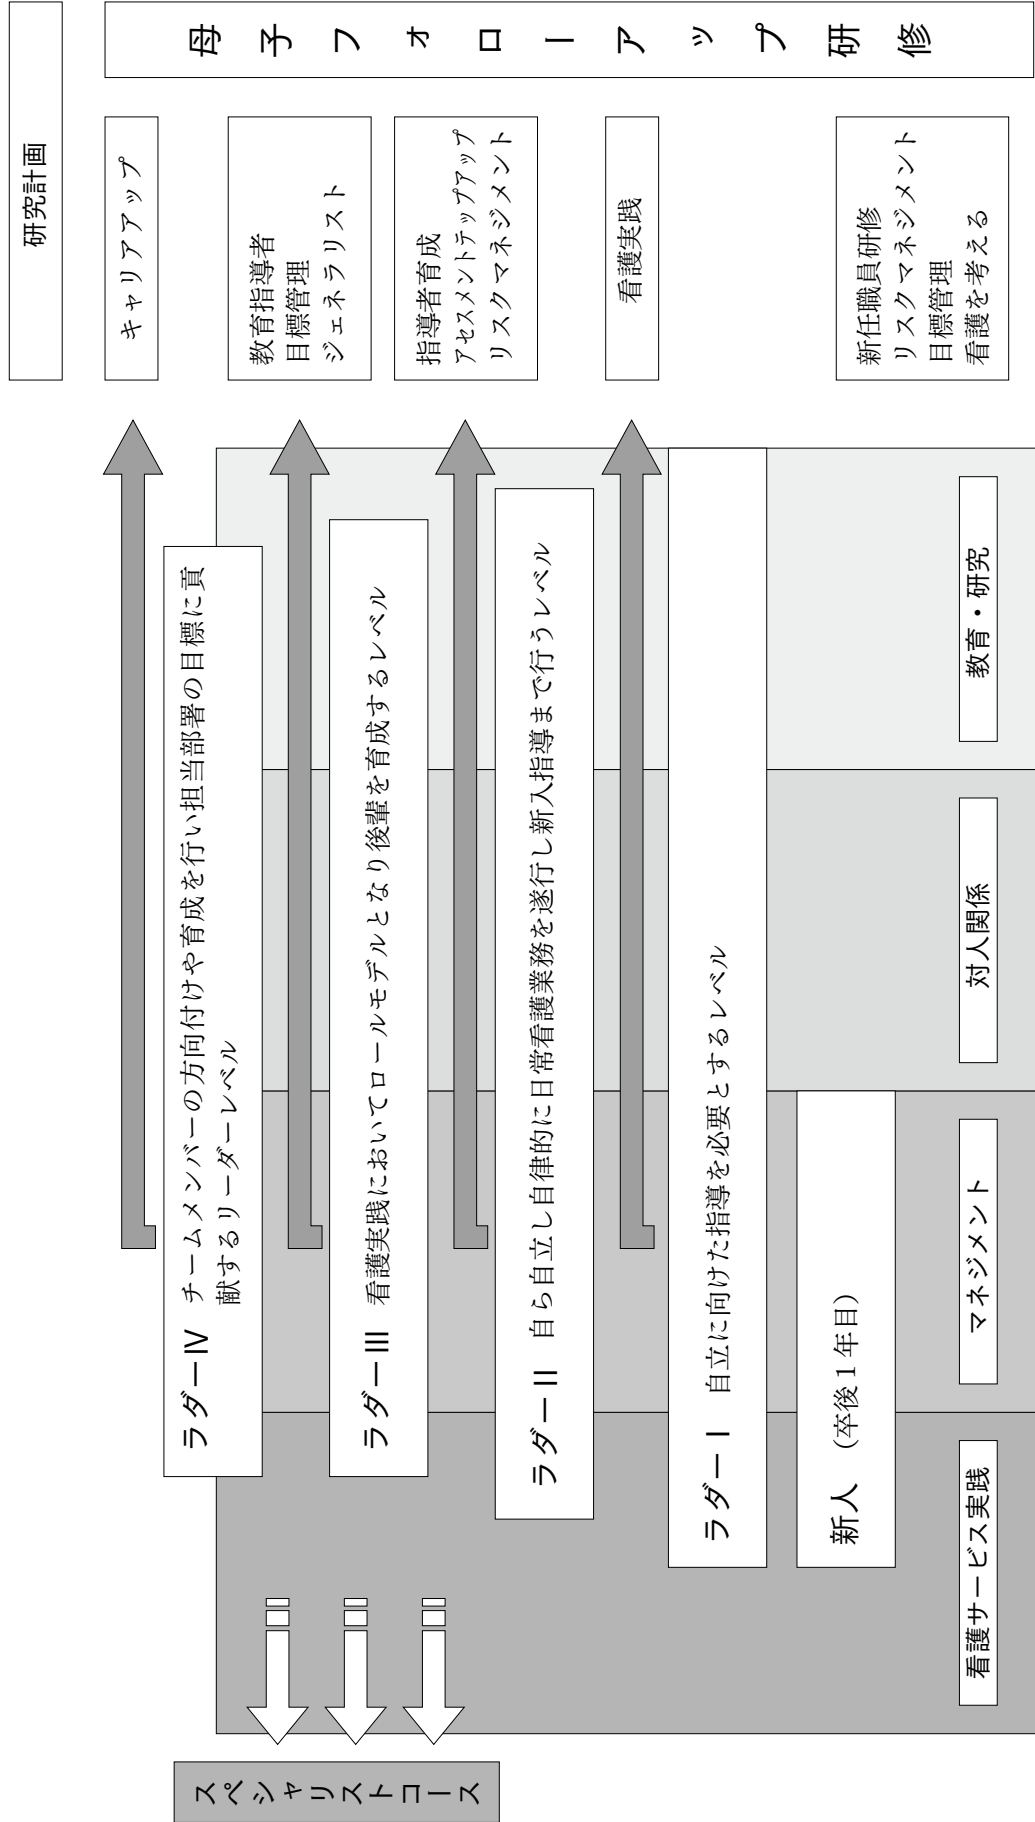 研究計画
母子フォローアップ研修
キャリアアップ
教育指導者
目標管理
ジェネラリスト
指導者育成
アセスメントテップアップ
リスクマネジメント
看護実践
新任職員研修
リスクマネジメント
目標管理
看護を考える
スペシャリストコース
ラダーⅣ チームメンバーの方向付けや育成を行い担当部署の目標に貢
献するリーダーレベル
ラダーⅢ 看護実践においてロールモデルとなり後輩を育成するレベル
ラダーⅡ 自ら自立し自律的に日常看護業務を遂行し新入指導まで行うレベル
ラダーⅠ 自立に向けた指導を必要とするレベル
新人 (卒後1年目)
看護サービス実践
マネジメント
対人関係
教育・研究